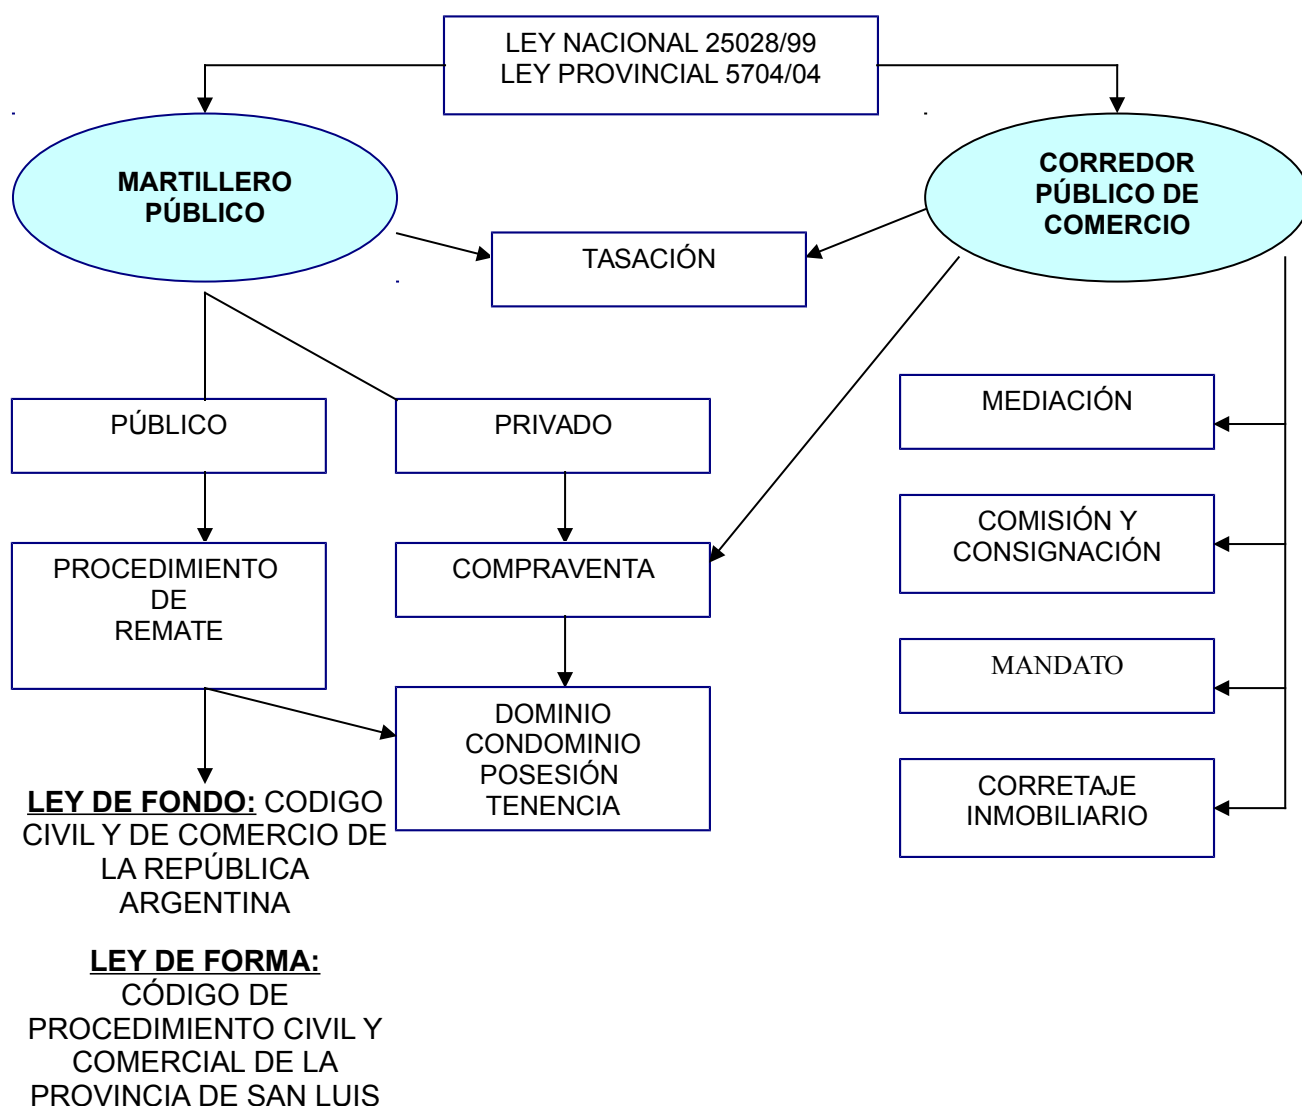 LEY NACIONAL 25028/99
LEY PROVINCIAL 5704/04
MARTILLERO
PÚBLICO
CORREDOR
PÚBLICO DE
COMERCIO
TASACIÓN
PÚBLICO
PRIVADO
MEDIACIÓN
PROCEDIMIENTO
DE
REMATE
COMPRAVENTA
COMISIÓN Y
CONSIGNACIÓN
MANDATO
DOMINIO
CONDOMINIO
POSESIÓN
TENENCIA
CORRETAJE
INMOBILIARIO
LEY DE FONDO: CODIGO
CIVIL Y DE COMERCIO DE
LA REPÚBLICA
ARGENTINA
LEY DE FORMA:
CÓDIGO DE
PROCEDIMIENTO CIVIL Y
COMERCIAL DE LA
PROVINCIA DE SAN LUIS